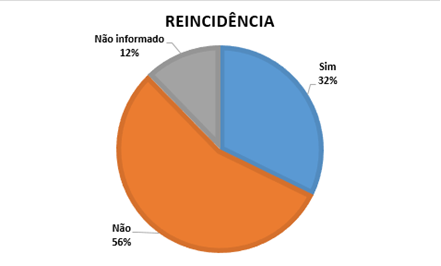 REINCIDÊNCIA
Não informado
12%
Sim
32%
Não
56%